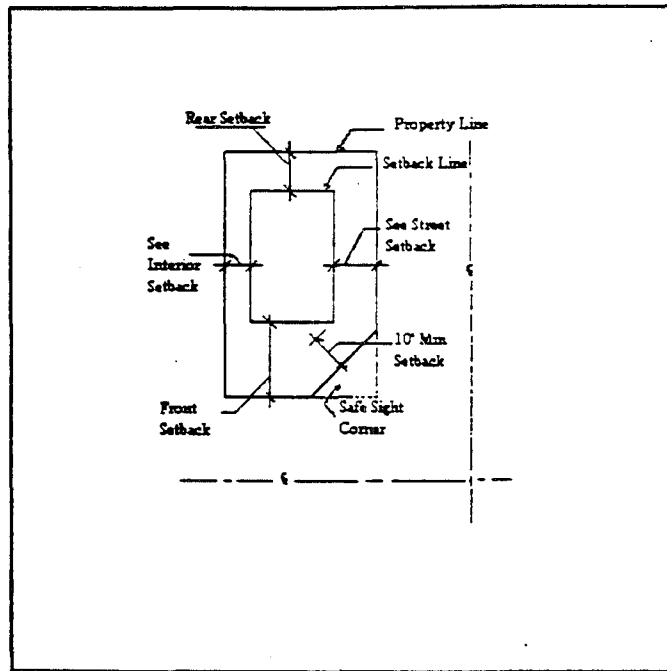 Rear Setback
Property Line
Setback Line
See
Interior
Setback
See Street
Setback
℄
10' Min
Setback
Front
Setback
Safe Sight
Corner
℄